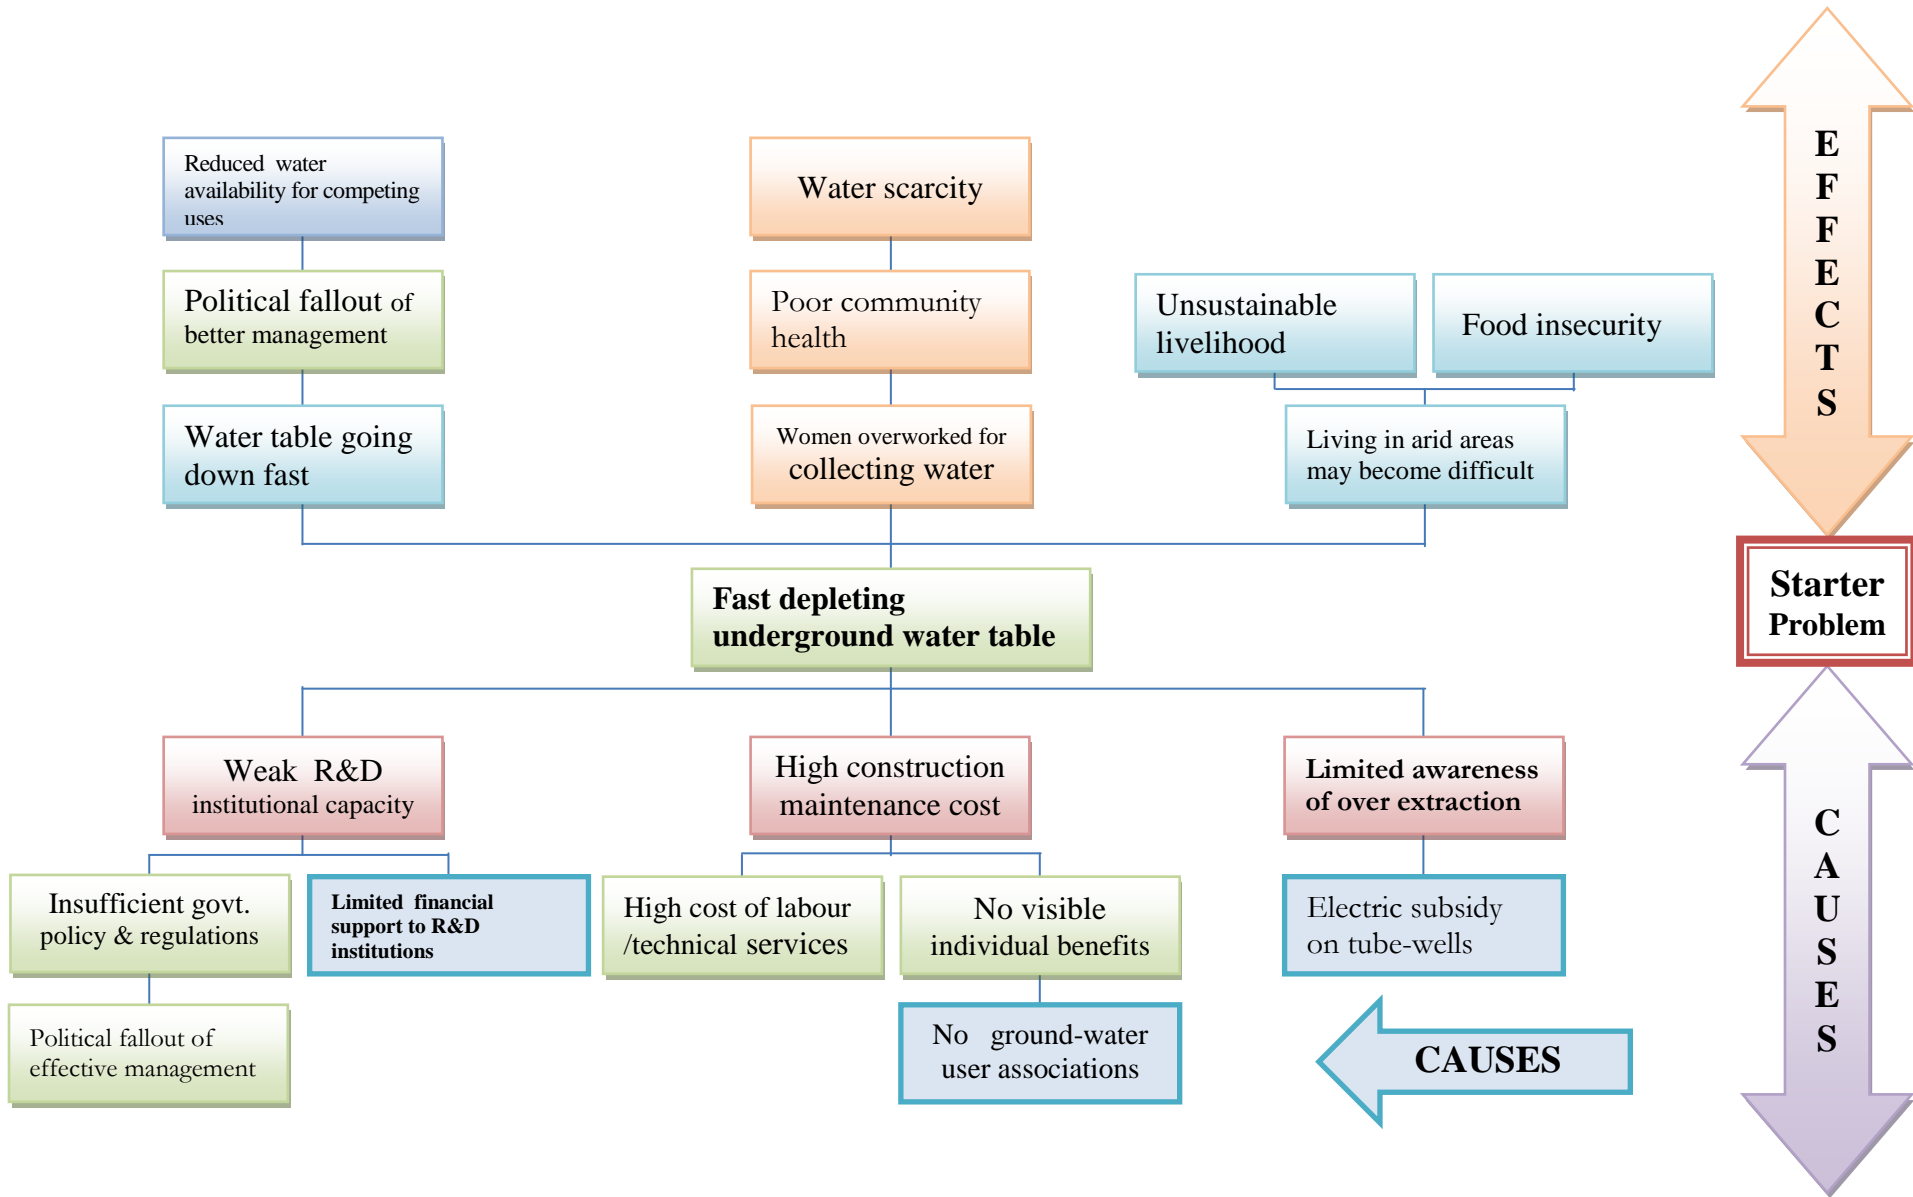 Reduced water
availability for competing
uses
Water scarcity
Political fallout of
better management
Poor community
health
Unsustainable
livelihood
Food insecurity
Water table going
down fast
Women overworked for
collecting water
Living in arid areas
may become difficult
EFFECTS
Fast depleting
underground water table
Starter
Problem
Weak R&D
institutional capacity
High construction
maintenance cost
Limited awareness
of over extraction
Insufficient govt.
policy & regulations
Limited financial
support to R&D
institutions
High cost of labour
/technical services
No visible
individual benefits
Electric subsidy
on tube-wells
Political fallout of
effective management
No ground-water
user associations
CAUSES
CAUSES